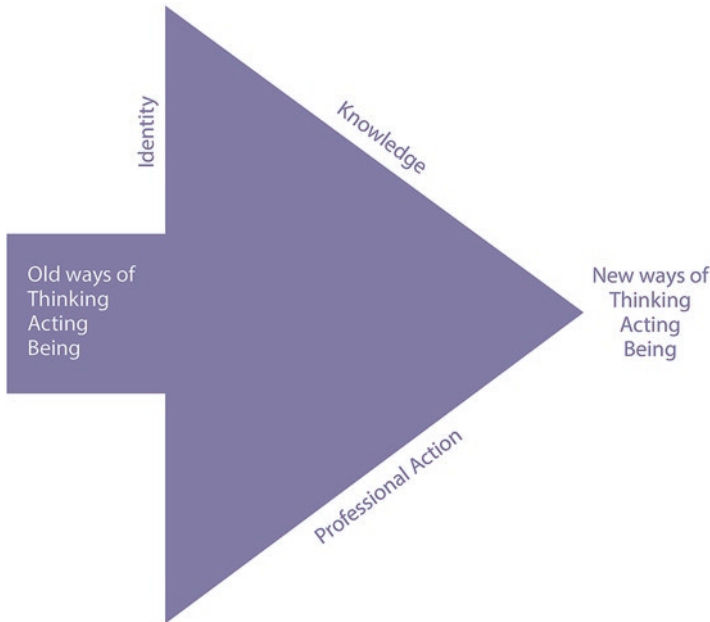 Identity
Knowledge
Old ways of
Thinking
Acting
Being
New ways of
Thinking
Acting
Being
Professional Action